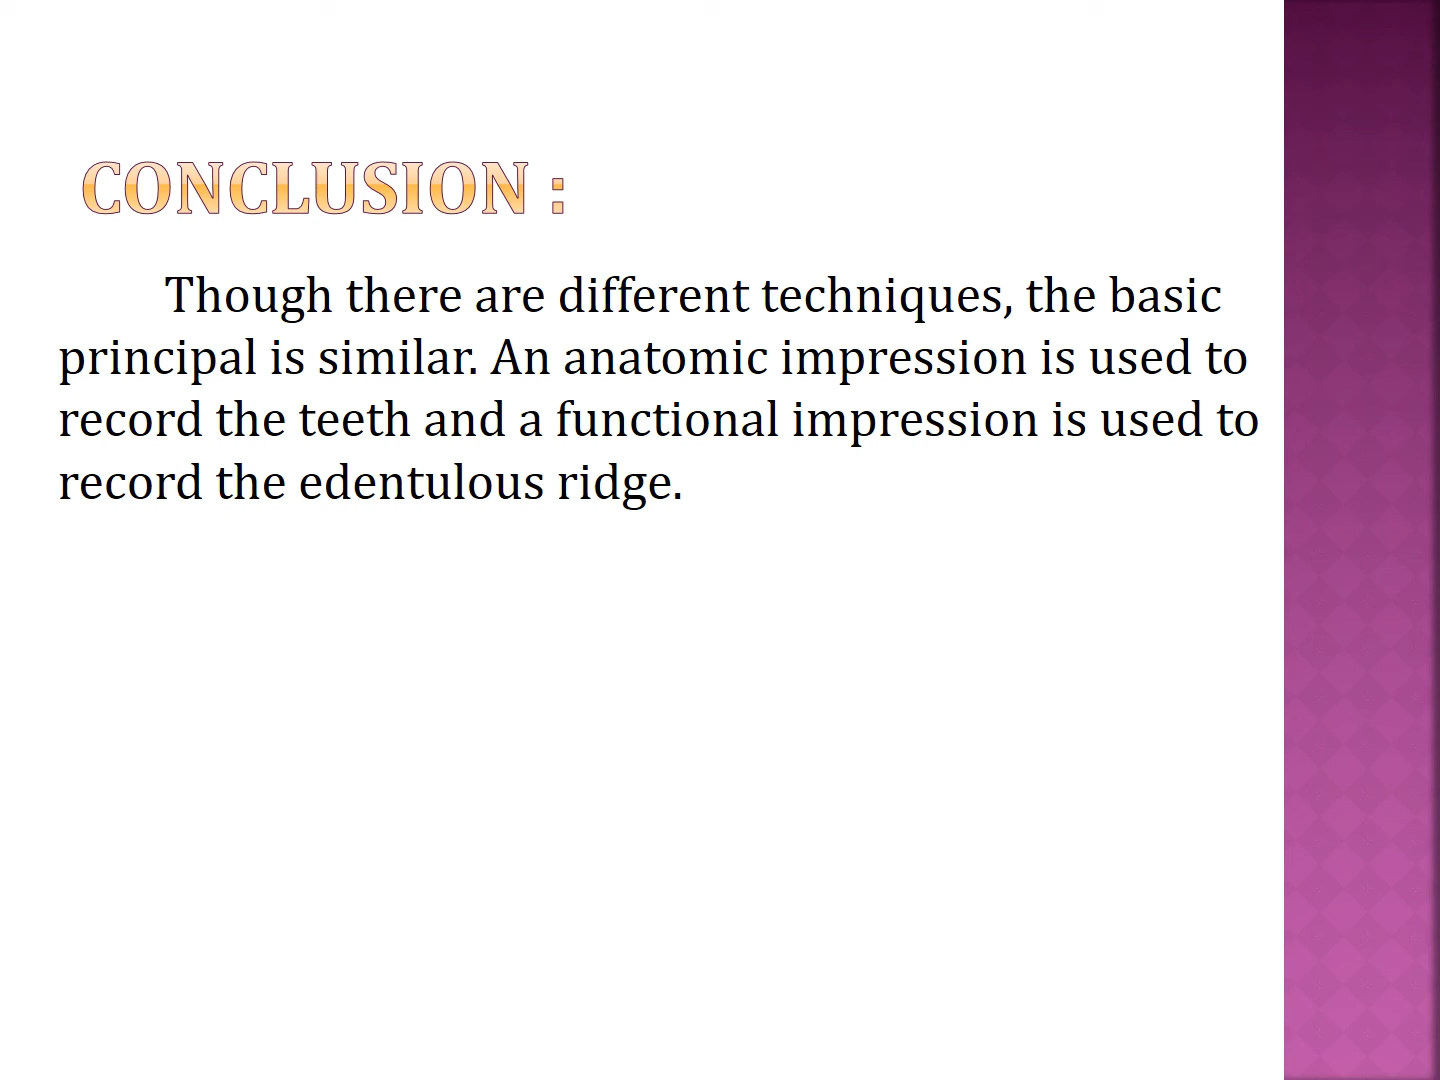 CONCLUSION :
Though there are different techniques, the basic
principal is similar. An anatomic impression is used to
record the teeth and a functional impression is used to
record the edentulous ridge.